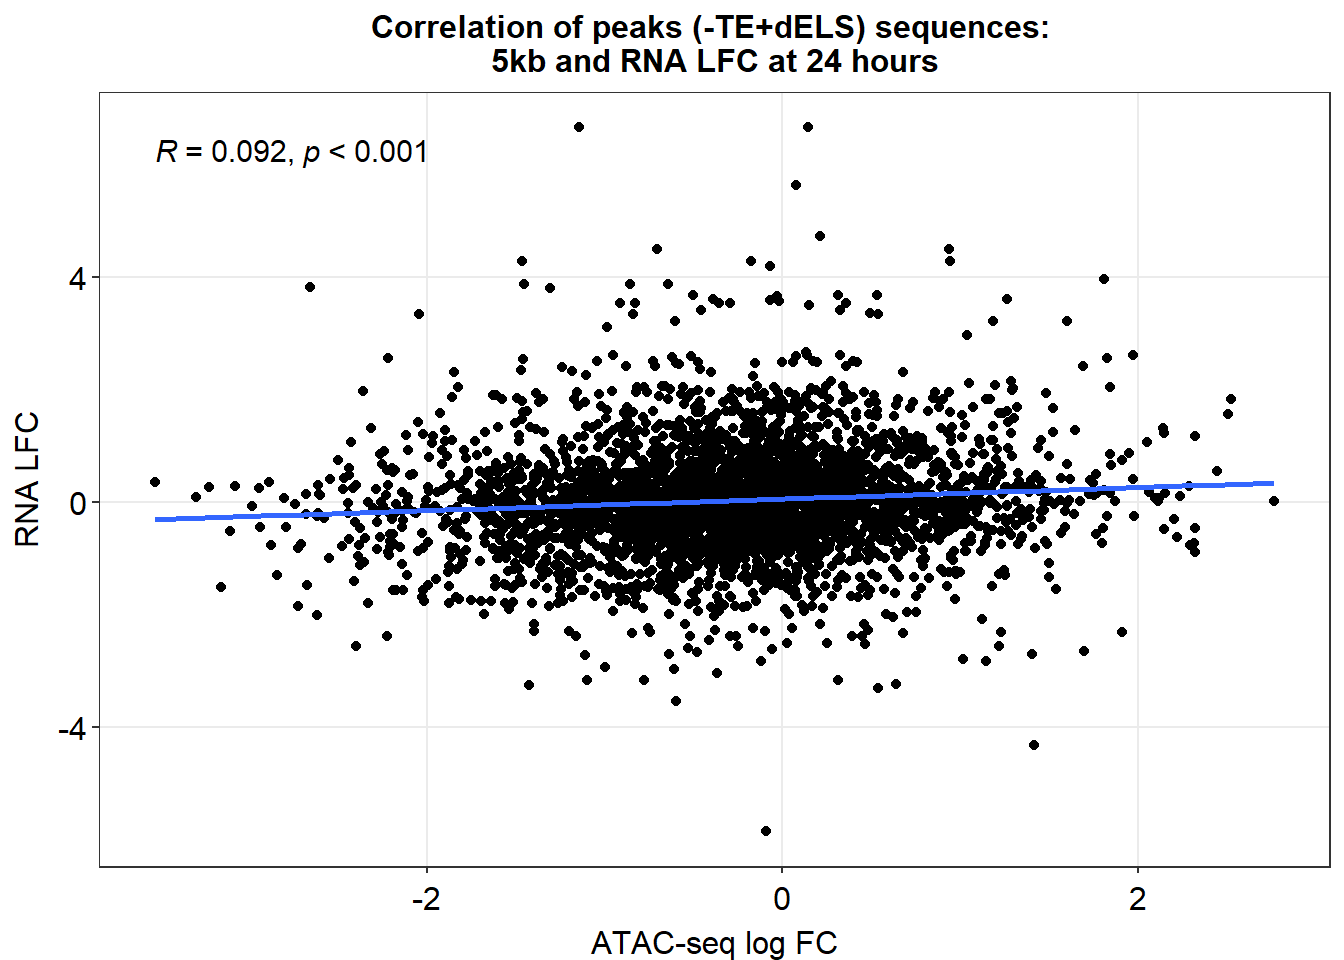 Correlation of peaks (-TE+dELS) sequences:
5kb and RNA LFC at 24 hours
R = 0.092, p < 0.001
4
0
-4
RNA LFC
-2
0
2
ATAC-seq log FC